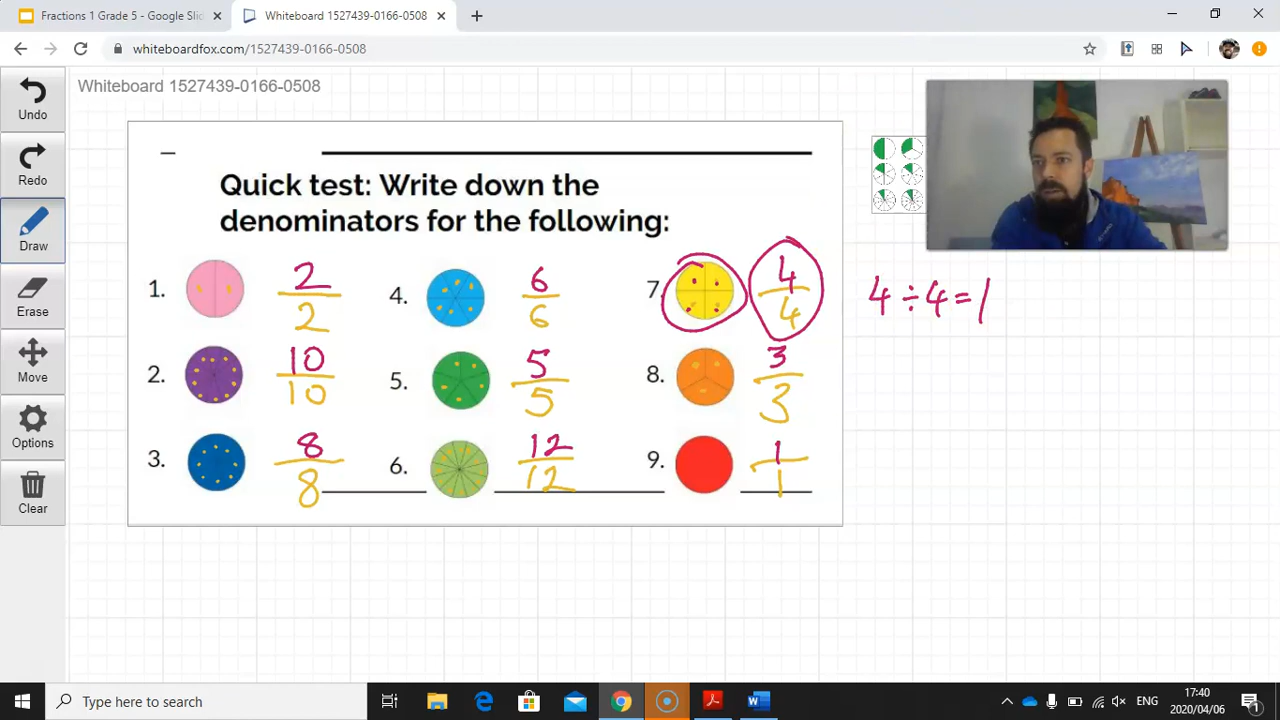 Fractions 1 Grade 5 - Google Slid
Whiteboard 1527439-0166-0508
whiteboardfox.com/1527439-0166-0508
Whiteboard 1527439-0166-0508
Undo
Redo
Draw
Erase
Move
Options
Clear
Quick test: Write down the
denominators for the following:
1. 2/2
2. 10/10
3. 8/8
4. 6/6
5. 5/5
6. 12/12
7. 4/4
8. 3/3
9. 1/1
4 ÷ 4 = 1
Type here to search
ENG
17:40
2020/04/06